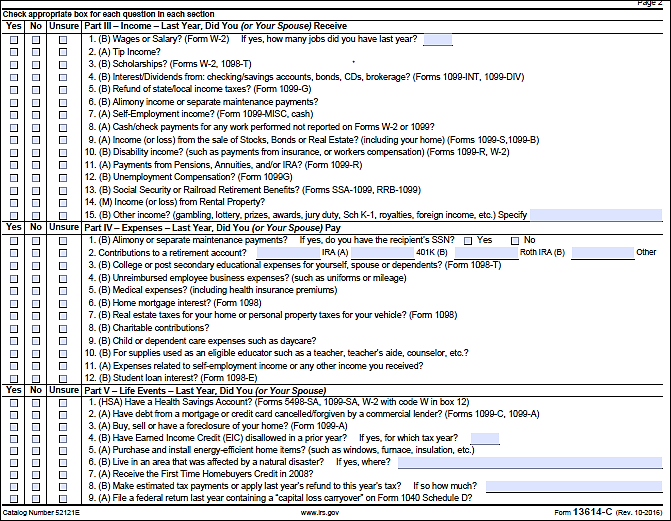 Page 2
Check appropriate box for each question in each section
Yes No Unsure Part III – Income – Last Year, Did You (or Your Spouse) Receive
1. (B) Wages or Salary? (Form W-2) If yes, how many jobs did you have last year?
2. (A) Tip Income?
3. (B) Scholarships? (Forms W-2, 1098-T)
4. (B) Interest/Dividends from: checking/savings accounts, bonds, CDs, brokerage? (Forms 1099-INT, 1099-DIV)
5. (B) Refund of state/local income taxes? (Form 1099-G)
6. (B) Alimony income or separate maintenance payments?
7. (A) Self-Employment income? (Form 1099-MISC, cash)
8. (A) Cash/check payments for any work performed not reported on Forms W-2 or 1099?
9. (A) Income (or loss) from the sale of Stocks, Bonds or Real Estate? (including your home) (Forms 1099-S,1099-B)
10. (B) Disability income? (such as payments from insurance, or workers compensation) (Forms 1099-R, W-2)
11. (A) Payments from Pensions, Annuities, and/or IRA? (Form 1099-R)
12. (B) Unemployment Compensation? (Form 1099G)
13. (B) Social Security or Railroad Retirement Benefits? (Forms SSA-1099, RRB-1099)
14. (M) Income (or loss) from Rental Property?
15. (B) Other income? (gambling, lottery, prizes, awards, jury duty, Sch K-1, royalties, foreign income, etc.) Specify
Yes No Unsure Part IV – Expenses – Last Year, Did You (or Your Spouse) Pay
1. (B) Alimony or separate maintenance payments? If yes, do you have the recipient's SSN? Yes No
2. Contributions to a retirement account? IRA (A) 401K (B) Roth IRA (B) Other
3. (B) College or post secondary educational expenses for yourself, spouse or dependents? (Form 1098-T)
4. (B) Unreimbursed employee business expenses? (such as uniforms or mileage)
5. (B) Medical expenses? (including health insurance premiums)
6. (B) Home mortgage interest? (Form 1098)
7. (B) Real estate taxes for your home or personal property taxes for your vehicle? (Form 1098)
8. (B) Charitable contributions?
9. (B) Child or dependent care expenses such as daycare?
10. (B) For supplies used as an eligible educator such as a teacher, teacher's aide, counselor, etc.?
11. (A) Expenses related to self-employment income or any other income you received?
12. (B) Student loan interest? (Form 1098-E)
Yes No Unsure Part V – Life Events – Last Year, Did You (or Your Spouse)
1. (HSA) Have a Health Savings Account? (Forms 5498-SA, 1099-SA, W-2 with code W in box 12)
2. (A) Have debt from a mortgage or credit card cancelled/forgiven by a commercial lender? (Forms 1099-C, 1099-A)
3. (A) Buy, sell or have a foreclosure of your home? (Form 1099-A)
4. (B) Have Earned Income Credit (EIC) disallowed in a prior year? If yes, for which tax year?
5. (A) Purchase and install energy-efficient home items? (such as windows, furnace, insulation, etc.)
6. (B) Live in an area that was affected by a natural disaster? If yes, where?
7. (A) Receive the First Time Homebuyers Credit in 2008?
8. (B) Make estimated tax payments or apply last year's refund to this year's tax? If so how much?
9. (A) File a federal return last year containing a "capital loss carryover" on Form 1040 Schedule D?
Catalog Number 52121E www.irs.gov Form 13614-C (Rev. 10-2016)